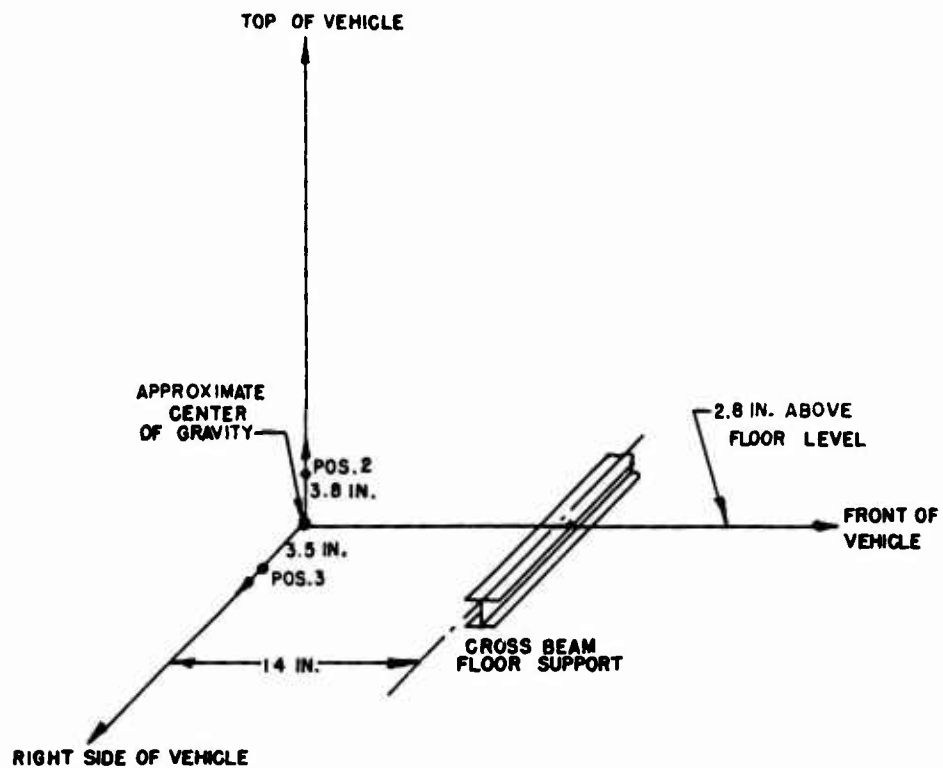 TOP OF VEHICLE
APPROXIMATE
CENTER
OF GRAVITY
POS.2
3.8 IN.
2.8 IN. ABOVE
FLOOR LEVEL
FRONT OF
VEHICLE
3.5 IN.
POS.3
CROSS BEAM
FLOOR SUPPORT
14 IN.
RIGHT SIDE OF VEHICLE